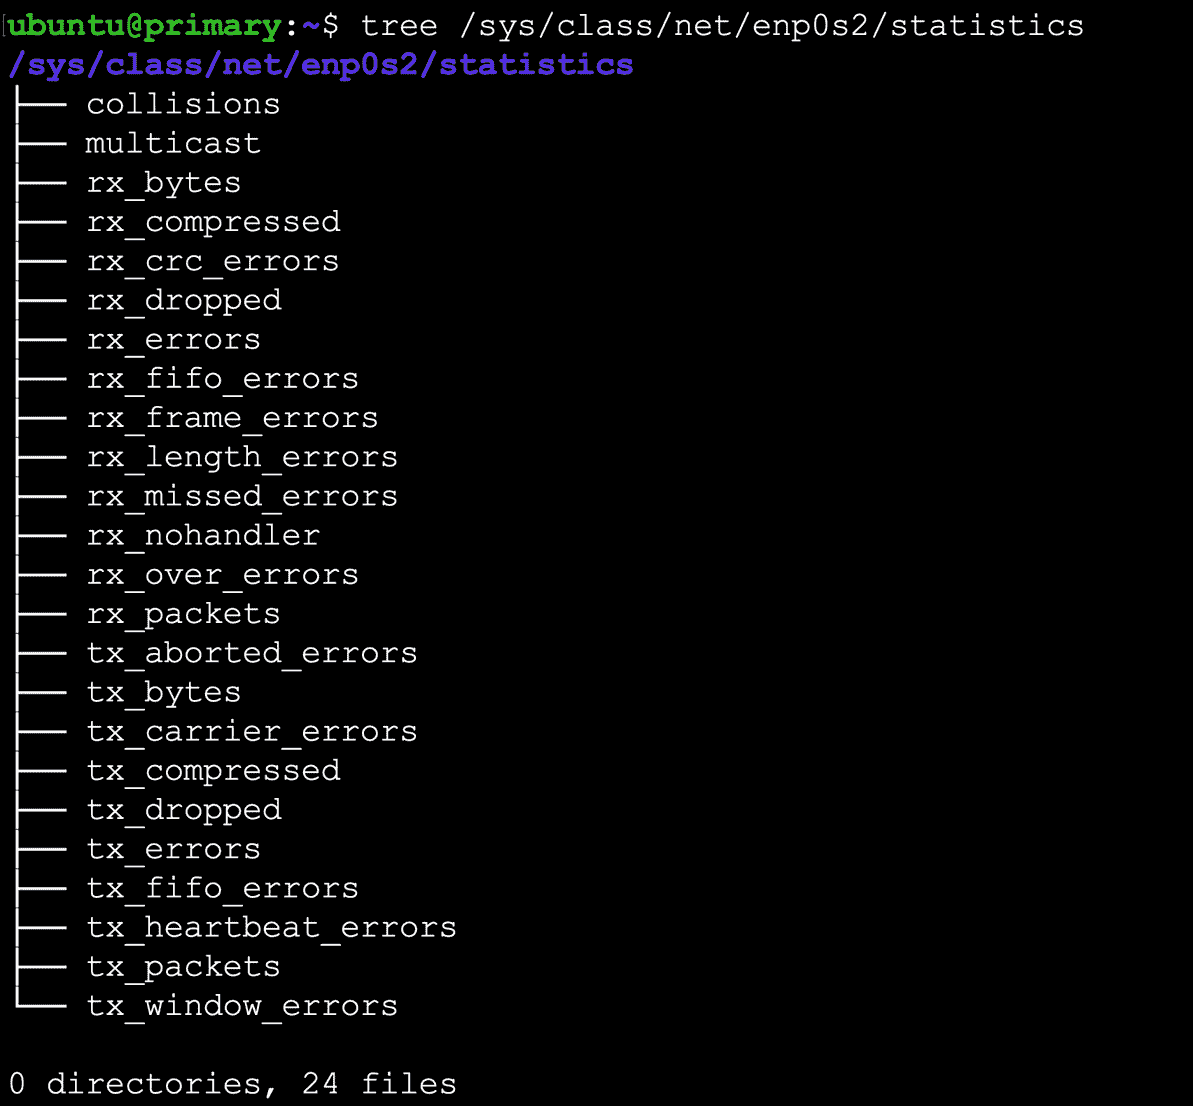 ubuntu@primary:~$ tree /sys/class/net/enp0s2/statistics
/sys/class/net/enp0s2/statistics
├── collisions
├── multicast
├── rx_bytes
├── rx_compressed
├── rx_crc_errors
├── rx_dropped
├── rx_errors
├── rx_fifo_errors
├── rx_frame_errors
├── rx_length_errors
├── rx_missed_errors
├── rx_nohandler
├── rx_over_errors
├── rx_packets
├── tx_aborted_errors
├── tx_bytes
├── tx_carrier_errors
├── tx_compressed
├── tx_dropped
├── tx_errors
├── tx_fifo_errors
├── tx_heartbeat_errors
├── tx_packets
└── tx_window_errors
0 directories, 24 files